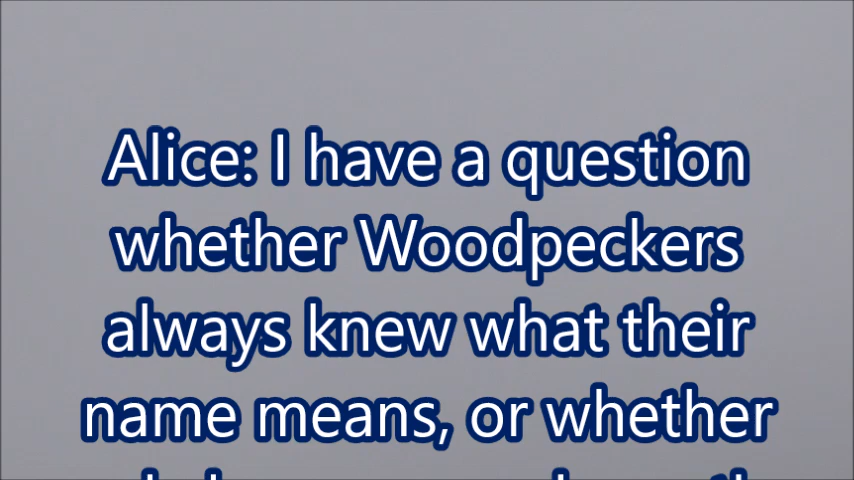 Alice: I have a question
whether Woodpeckers
always knew what their
name means, or whether